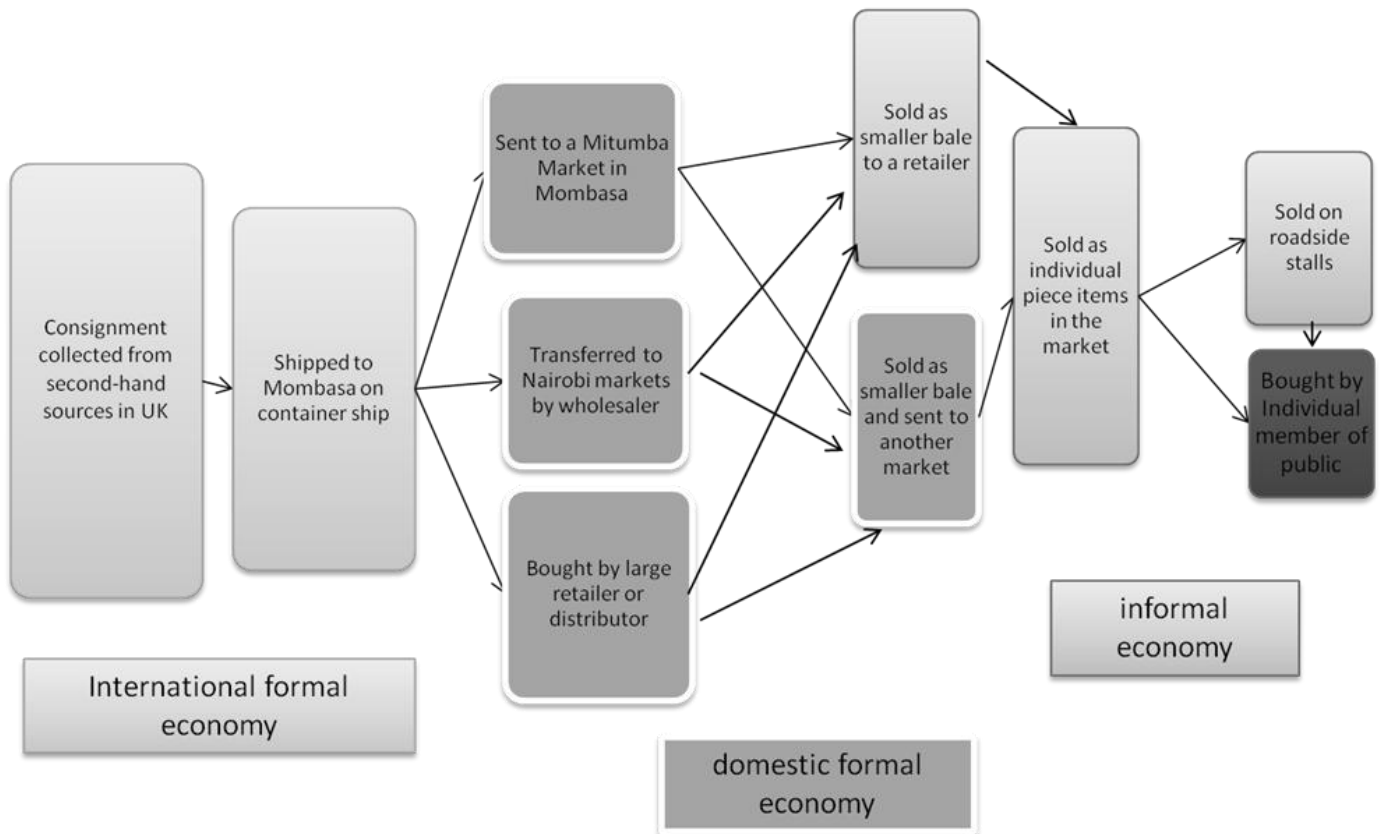 Consignment
collected from
second-hand
sources in UK
Shipped to
Mombasa on
container ship
Sent to a Mitumba
Market in
Mombasa
Transferred to
Nairobi markets
by wholesaler
Bought by large
retailer or
distributor
Sold as
smaller bale
to a retailer
Sold as
smaller bale
and sent to
another
market
Sold as
individual
piece items
in the
market
Sold on
roadside
stalls
Bought by
Individual
member of
public
International formal
economy
domestic formal
economy
informal
economy